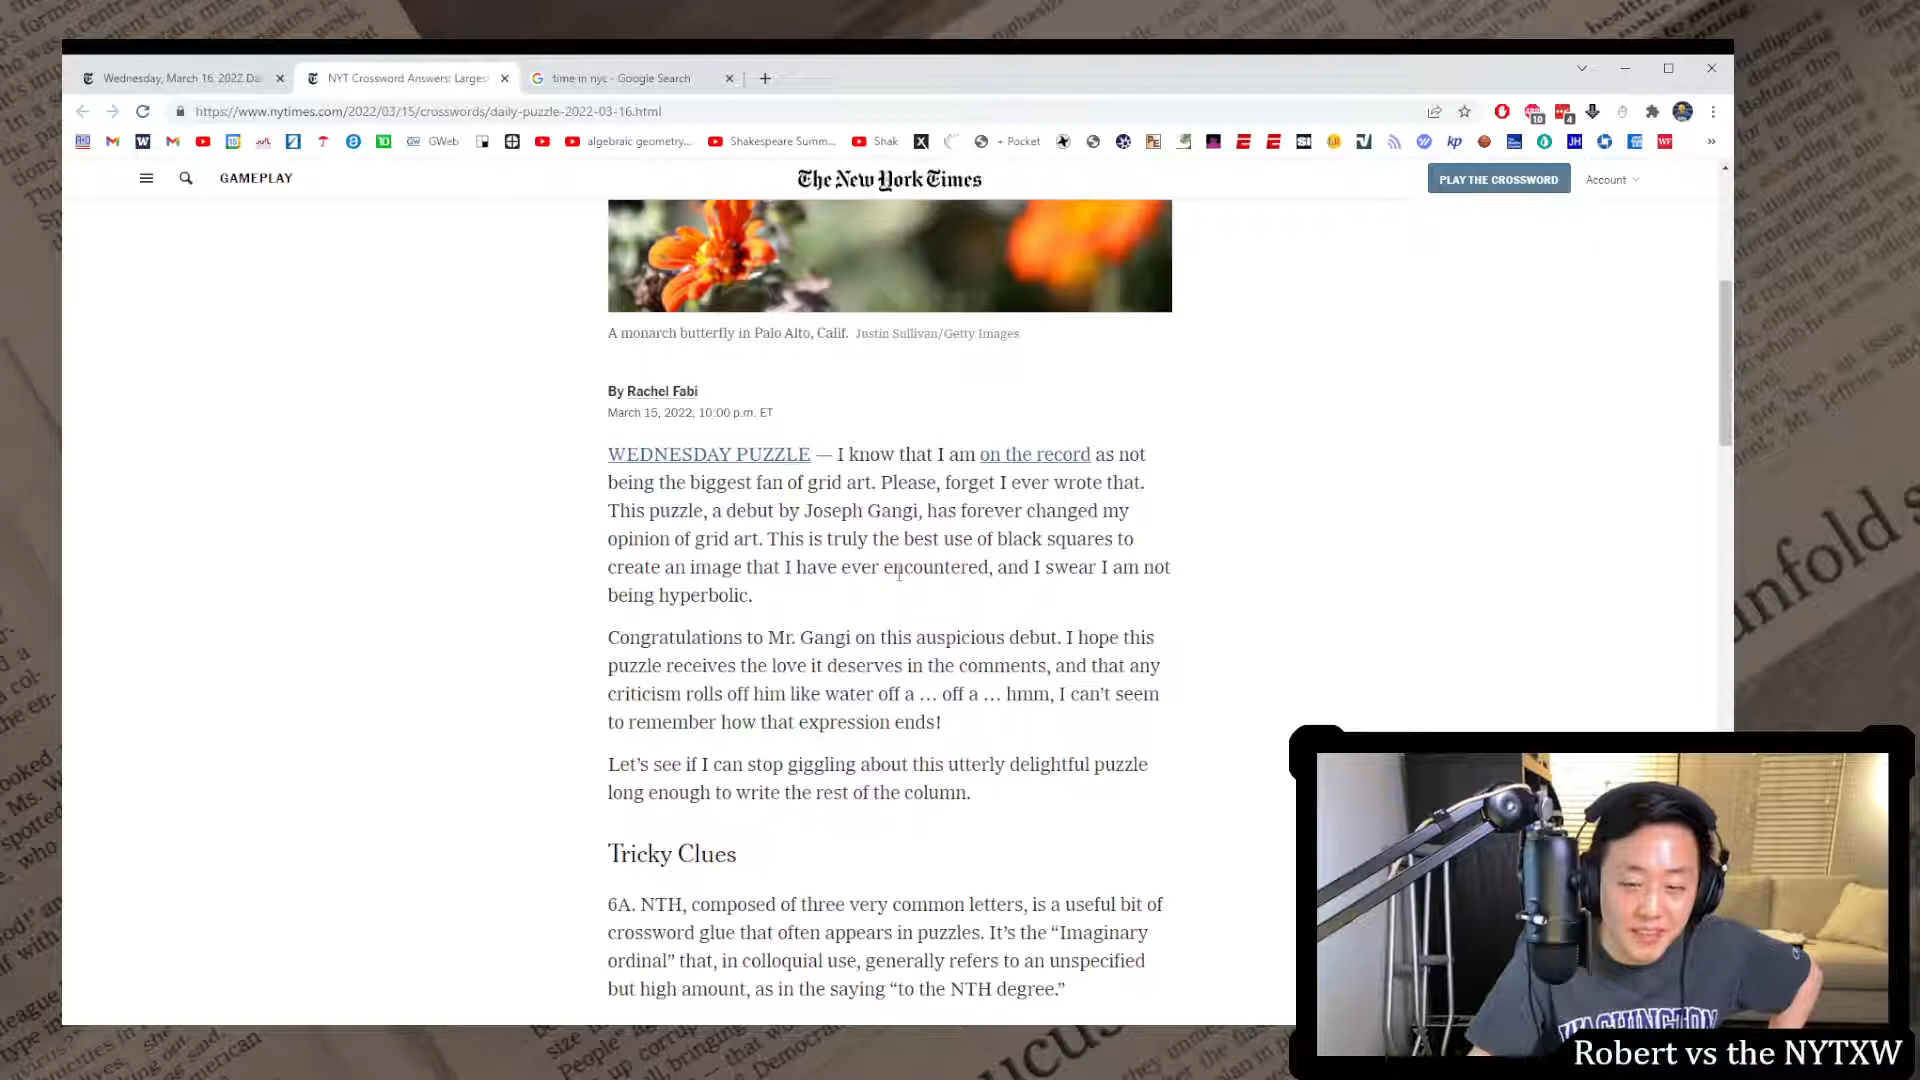 Wednesday, March 16, 2022 Da
NYT Crossword Answers: Larges
time in nyc - Google Search
https://www.nytimes.com/2022/03/15/crosswords/daily-puzzle-2022-03-16.html
GWeb
algebraic geometry...
Shakespeare Summ...
Shak
+ Pocket
GAMEPLAY
The New York Times
PLAY THE CROSSWORD
Account
A monarch butterfly in Palo Alto, Calif. Justin Sullivan/Getty Images
By Rachel Fabi
March 15, 2022, 10:00 p.m. ET
WEDNESDAY PUZZLE — I know that I am on the record as not
being the biggest fan of grid art. Please, forget I ever wrote that.
This puzzle, a debut by Joseph Gangi, has forever changed my
opinion of grid art. This is truly the best use of black squares to
create an image that I have ever encountered, and I swear I am not
being hyperbolic.
Congratulations to Mr. Gangi on this auspicious debut. I hope this
puzzle receives the love it deserves in the comments, and that any
criticism rolls off him like water off a … off a … hmm, I can’t seem
to remember how that expression ends!
Let’s see if I can stop giggling about this utterly delightful puzzle
long enough to write the rest of the column.
Tricky Clues
6A. NTH, composed of three very common letters, is a useful bit of
crossword glue that often appears in puzzles. It’s the “Imaginary
ordinal” that, in colloquial use, generally refers to an unspecified
but high amount, as in the saying “to the NTH degree.”
WASHINGTON
Robert vs the NYTXW